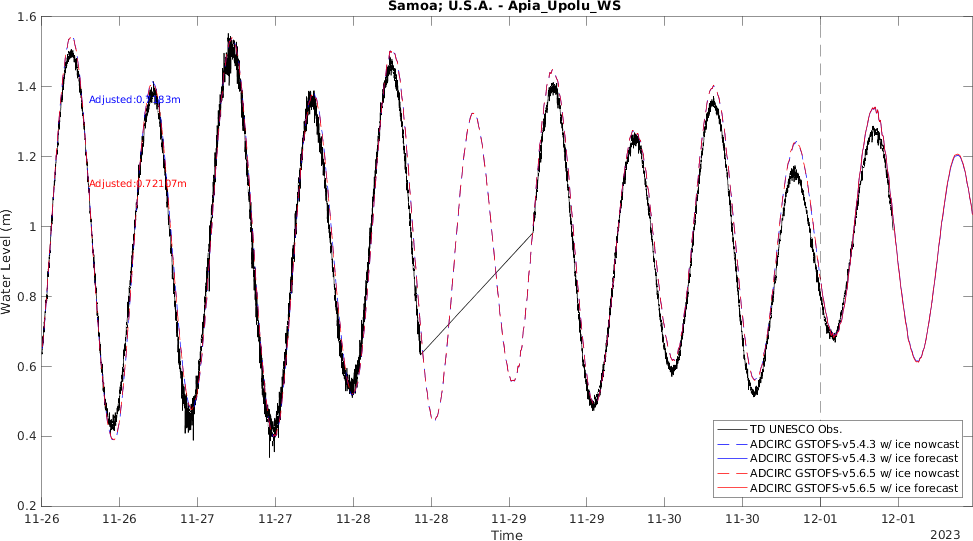 Samoa; U.S.A. - Apia_Upolu_WS
1.6
1.4
1.2
1
0.8
0.6
0.4
0.2
Water Level (m)
Adjusted:0.72107m
TD UNESCO Obs.
ADCIRC GSTOFS-v5.4.3 w/ ice nowcast
ADCIRC GSTOFS-v5.4.3 w/ ice forecast
ADCIRC GSTOFS-v5.6.5 w/ ice nowcast
ADCIRC GSTOFS-v5.6.5 w/ ice forecast
11-26 11-26 11-27 11-27 11-28 11-28 11-29 11-29 11-30 11-30 12-01 12-01
Time
2023